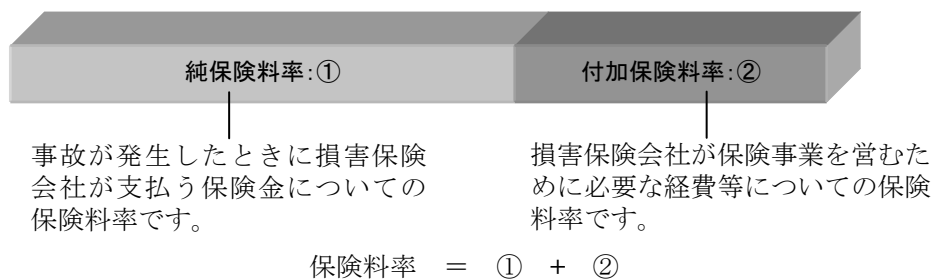 純保険料率:①
付加保険料率:②
事故が発生したときに損害保険
会社が支払う保険金についての
保険料率です。
損害保険会社が保険事業を営むた
めに必要な経費等についての保険
料率です。
保険料率 = ① + ②